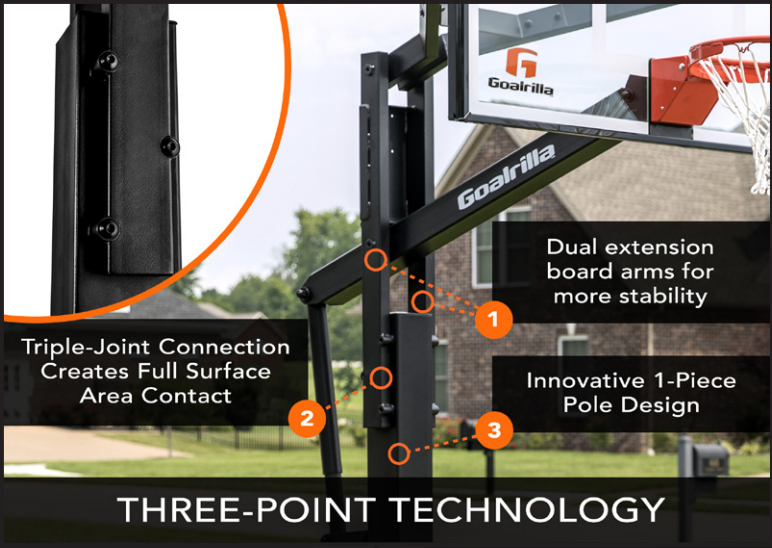 Goalrilla
Goalrilla
Dual extension
board arms for
more stability
1
Triple-Joint Connection
Creates Full Surface
Area Contact
2
Innovative 1-Piece
Pole Design
3
THREE-POINT TECHNOLOGY